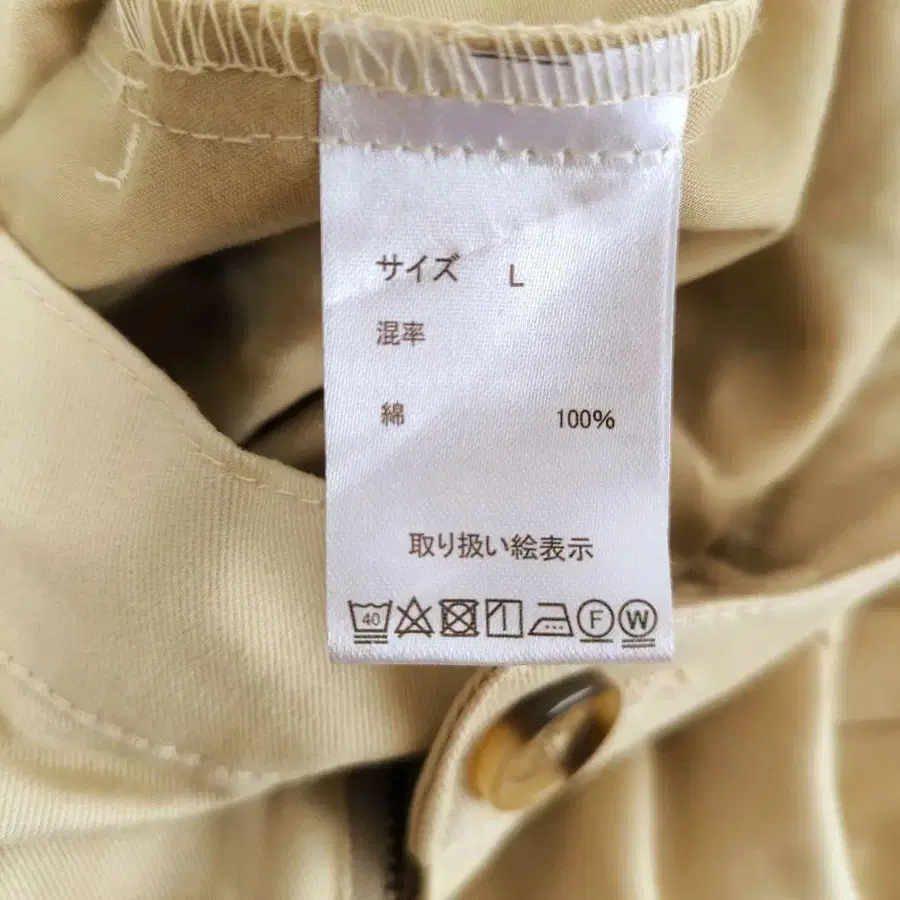 サイズ L
混率
綿 100%
取り扱い絵表示
40 F W